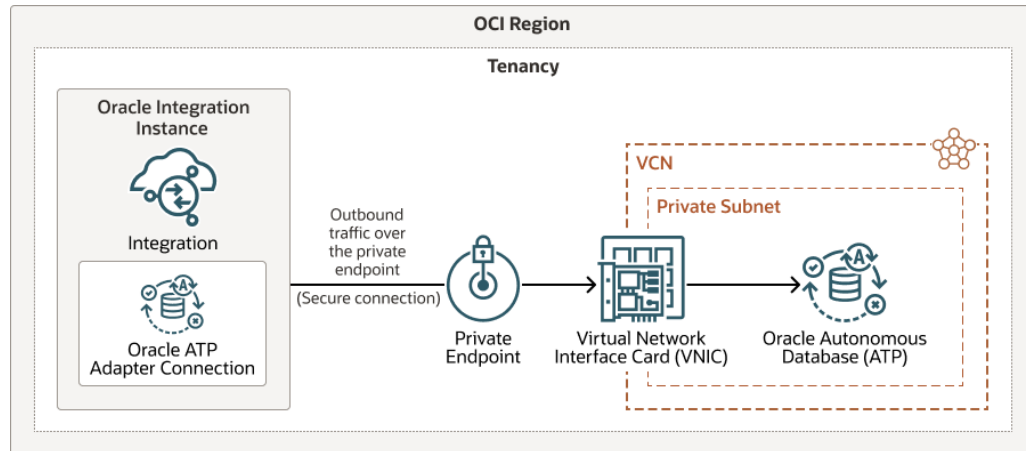 OCI Region
Tenancy
Oracle Integration
Instance
Integration
Oracle ATP
Adapter Connection
Outbound
traffic over
the private
endpoint
(Secure connection)
Private
Endpoint
VCN
Private Subnet
Virtual Network
Interface Card (VNIC)
A
Oracle Autonomous
Database (ATP)
A